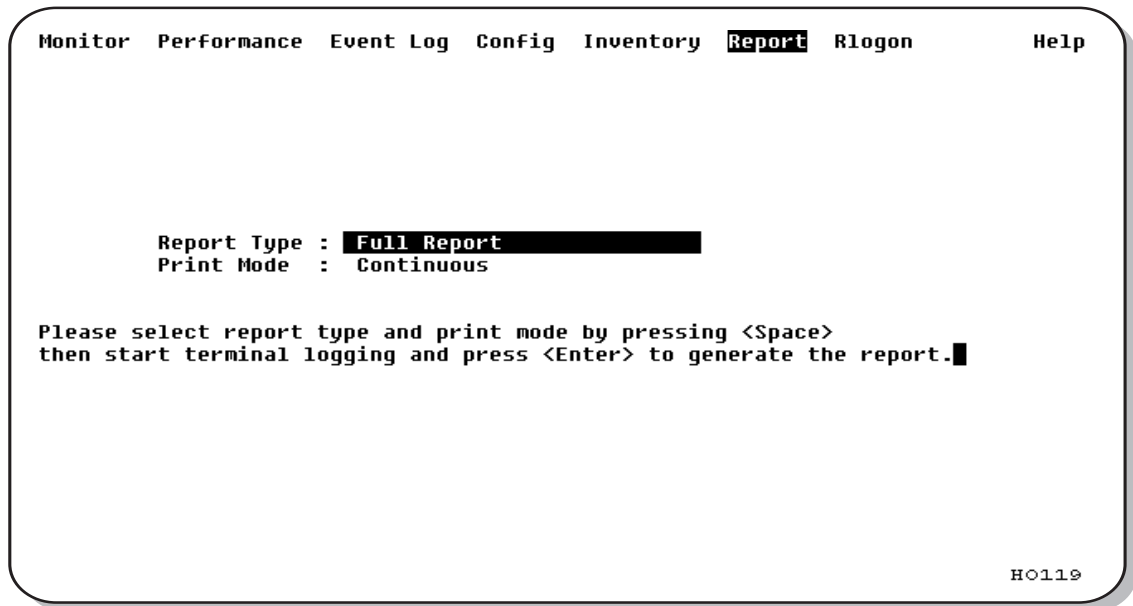 Monitor Performance Event Log Config Inventory Report Rlogon Help
Report Type : Full Report
Print Mode : Continuous
Please select report type and print mode by pressing <Space>
then start terminal logging and press <Enter> to generate the report.
HO119